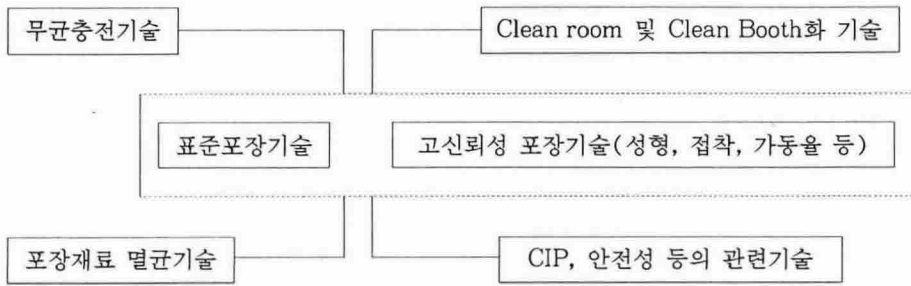 무균충전기술
Clean room 및 Clean Booth화 기술
표준포장기술
고신뢰성 포장기술(성형, 접착, 가동율 등)
포장재료 멸균기술
CIP, 안전성 등의 관련기술